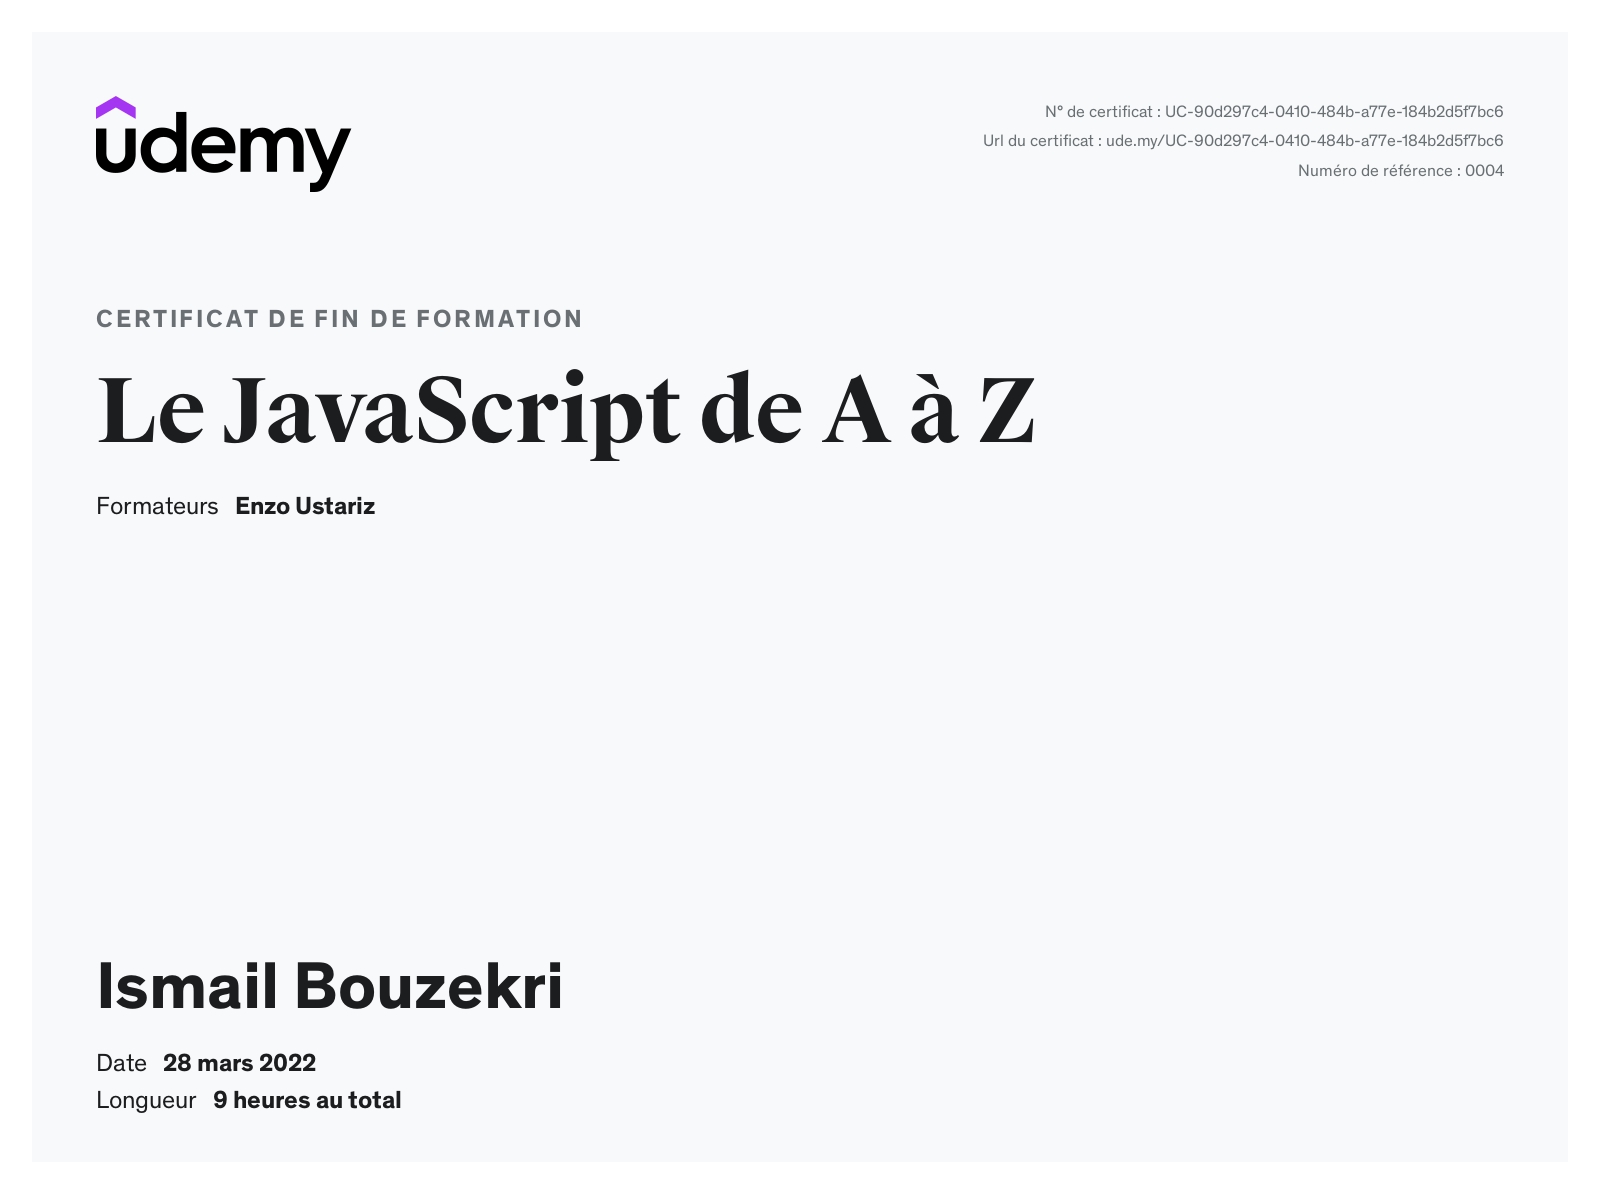 udemy
N° de certificat : UC-90d297c4-0410-484b-a77e-184b2d5f7bc6
Url du certificat : ude.my/UC-90d297c4-0410-484b-a77e-184b2d5f7bc6
Numéro de référence : 0004
CERTIFICAT DE FIN DE FORMATION
Le JavaScript de A à Z
Formateurs Enzo Ustariz
Ismail Bouzekri
Date 28 mars 2022
Longueur 9 heures au total